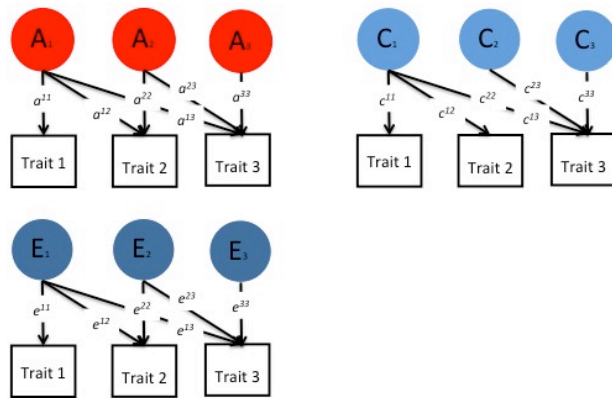 A1 A2 A3
a11 a12 a22 a23 a13 a33
Trait 1 Trait 2 Trait 3
C1 C2 C3
c11 c12 c22 c23 c13 c33
Trait 1 Trait 2 Trait 3
E1 E2 E3
e11 e12 e22 e23 e13 e33
Trait 1 Trait 2 Trait 3